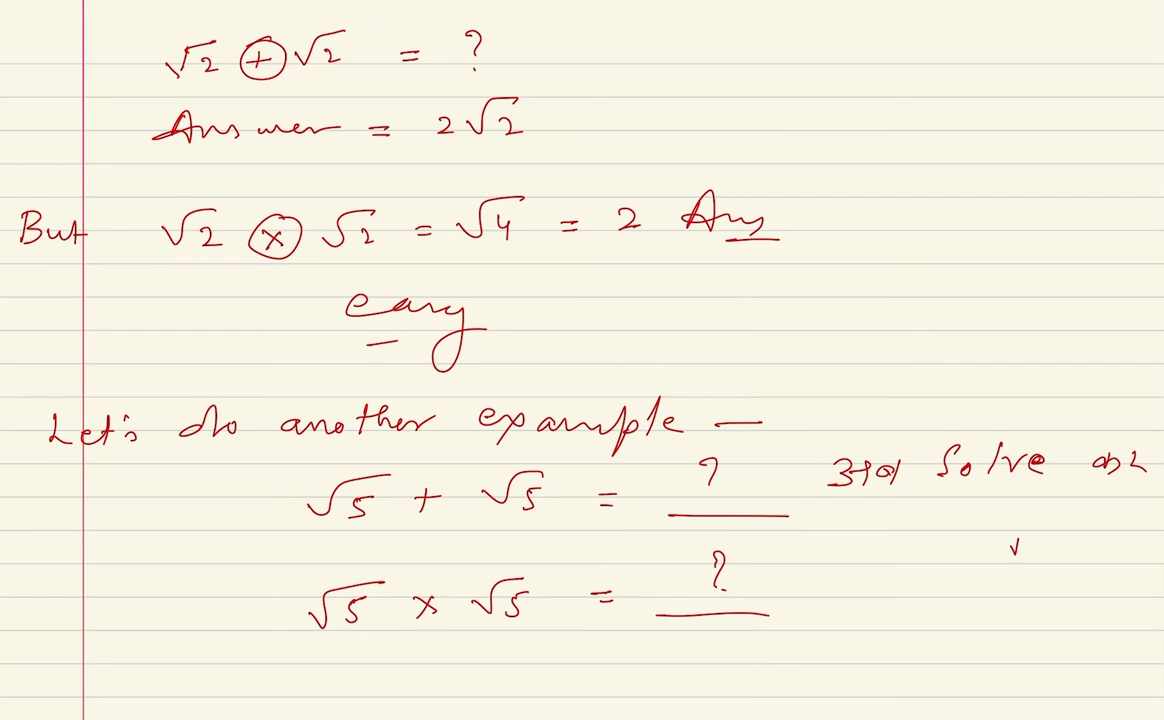 √2 + √2 = ?
Answer = 2√2
But √2 × √2 = √4 = 2 Ans
easy
Let's do another example —
√5 + √5 = ? आप Solve कर
√5 × √5 = ?